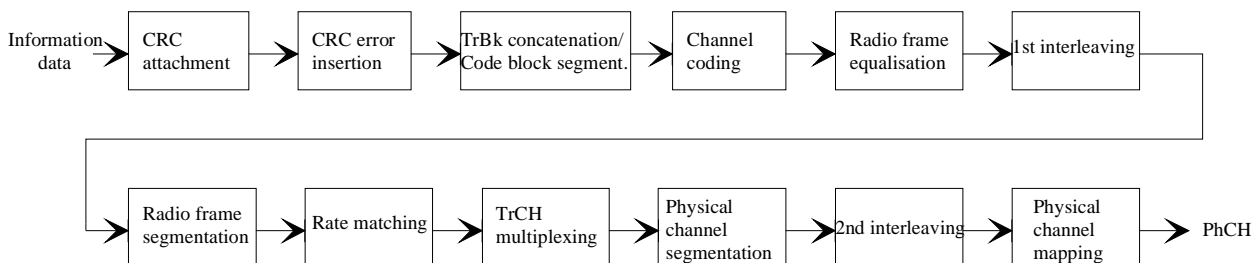 Information
data
CRC
attachment
CRC error
insertion
TrBk concatenation/
Code block segment.
Channel
coding
Radio frame
equalisation
1st interleaving
Radio frame
segmentation
Rate matching
TrCH
multiplexing
Physical
channel
segmentation
2nd interleaving
Physical
channel
mapping
PhCH